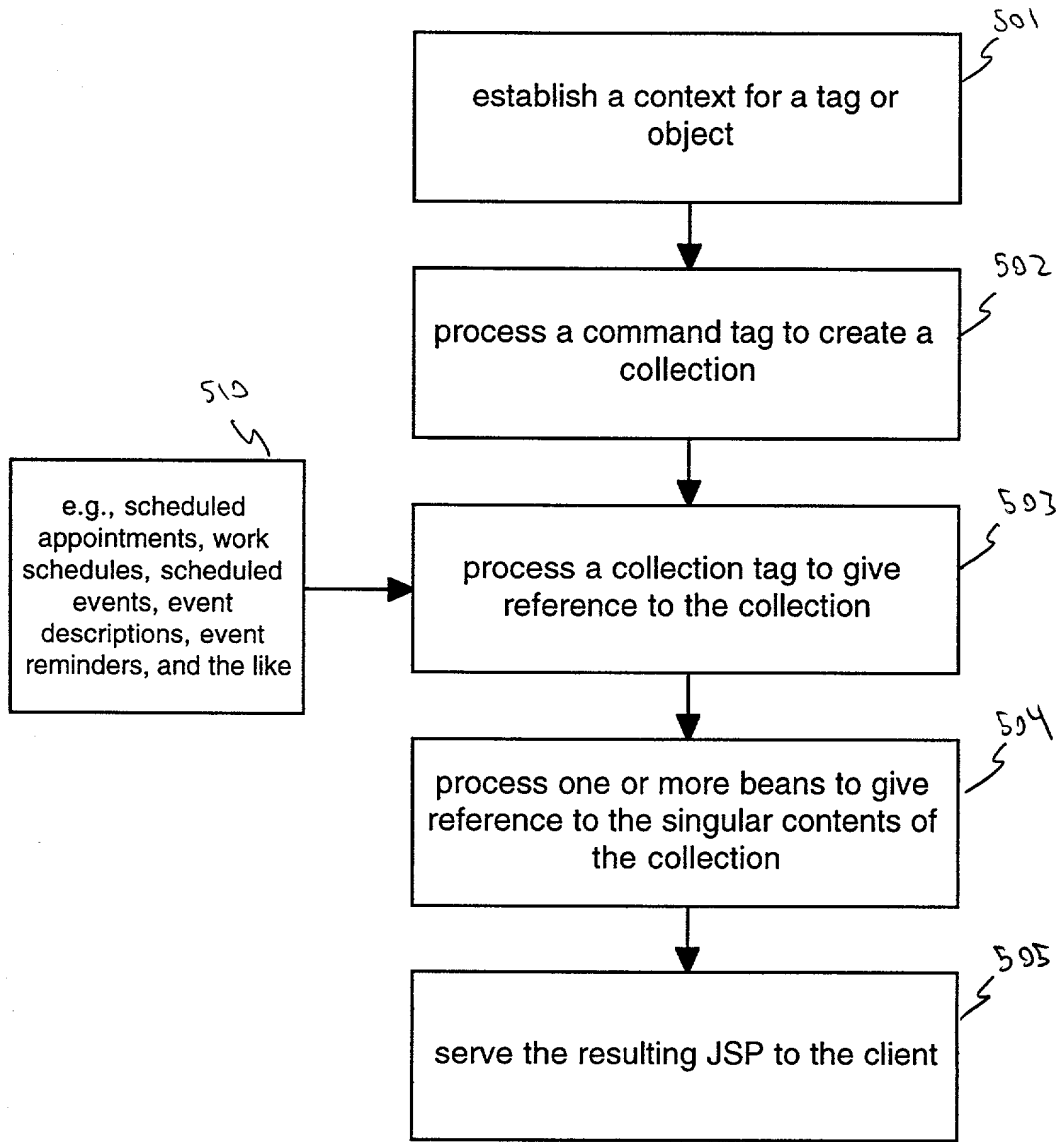 501
establish a context for a tag or
object
502
process a command tag to create a
collection
510
e.g., scheduled
appointments, work
schedules, scheduled
events, event
descriptions, event
reminders, and the like
503
process a collection tag to give
reference to the collection
504
process one or more beans to give
reference to the singular contents of
the collection
505
serve the resulting JSP to the client